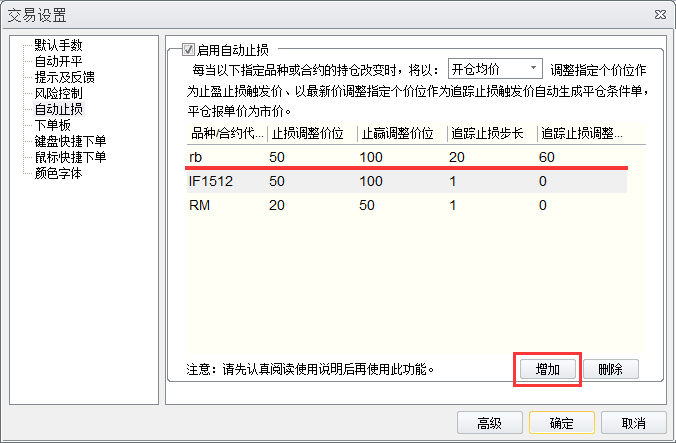 交易设置
默认手数
自动开平
提示及反馈
风险控制
自动止损
下单板
键盘快捷下单
鼠标快捷下单
颜色字体
启用自动止损
每当以下指定品种或合约的持仓改变时，将以： 开仓均价 调整指定个价位作
为止盈止损触发价、以最新价调整指定个价位作为追踪止损触发价自动生成平仓条件单，
平仓报单价为市价。
品种/合约代... 止损调整价位 止赢调整价位 追踪止损步长 追踪止损调整...
rb 50 100 20 60
IF1512 50 100 1 0
RM 20 50 1 0
注意：请先认真阅读使用说明后再使用此功能。 增加 删除
高级 确定 取消